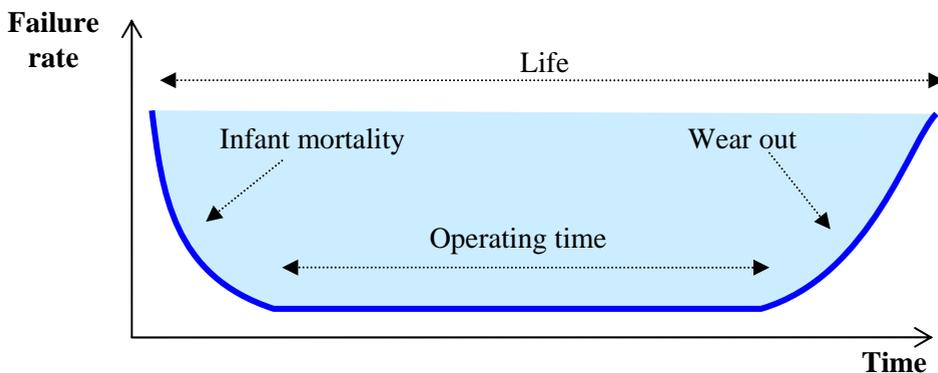 Failure
rate
Life
Infant mortality
Wear out
Operating time
Time